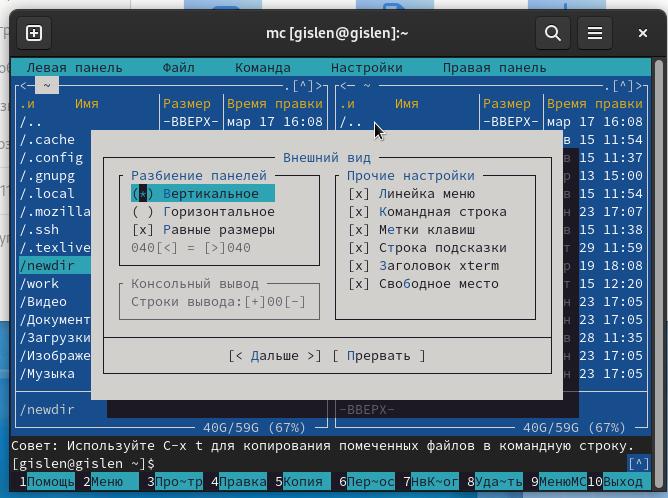 mc [gislen@gislen]:~
Левая панель Файл Команда Настройки Правая панель
<─ ~ .[^]> <─ ~ .[^]>
.и Имя Размер Время правки .и Имя Размер Время правки
/.. -ВВЕРХ- мар 17 16:08 /.. -ВВЕРХ- мар 17 16:08
/.cache в 15 11:54
/.config Внешний вид в 15 11:37
/.gnupg Разбиение панелей Прочие настройки р 13 15:00
/.local (*) Вертикальное [x] Линейка меню в 15 11:54
/.mozilla ( ) Горизонтальное [x] Командная строка н 23 17:07
/.ssh [x] Равные размеры [x] Метки клавиш в 15 11:38
/.texlive 040[<] = [>]040 [x] Строка подсказки т 29 11:59
/newdir [x] Заголовок xterm р 19 18:08
/work Консольный вывод [x] Свободное место т 15 12:20
/Видео Строки вывода:[+]00[-] н 23 17:05
/Документ н 23 17:05
/Загрузки в 28 11:35
/Изображе [< Дальше >] [ Прервать ] н 23 17:05
/Музыка н 23 17:05
/newdir -ВВЕРХ-
40G/59G (67%) 40G/59G (67%)
Совет: Используйте C-x t для копирования помеченных файлов в командную строку.
[gislen@gislen ~]$ [^]
1Помощь 2Меню 3Про~тр 4Правка 5Копия 6Пер~ос 7НвК~ог 8Уда~ть 9МенюMC 10Выход